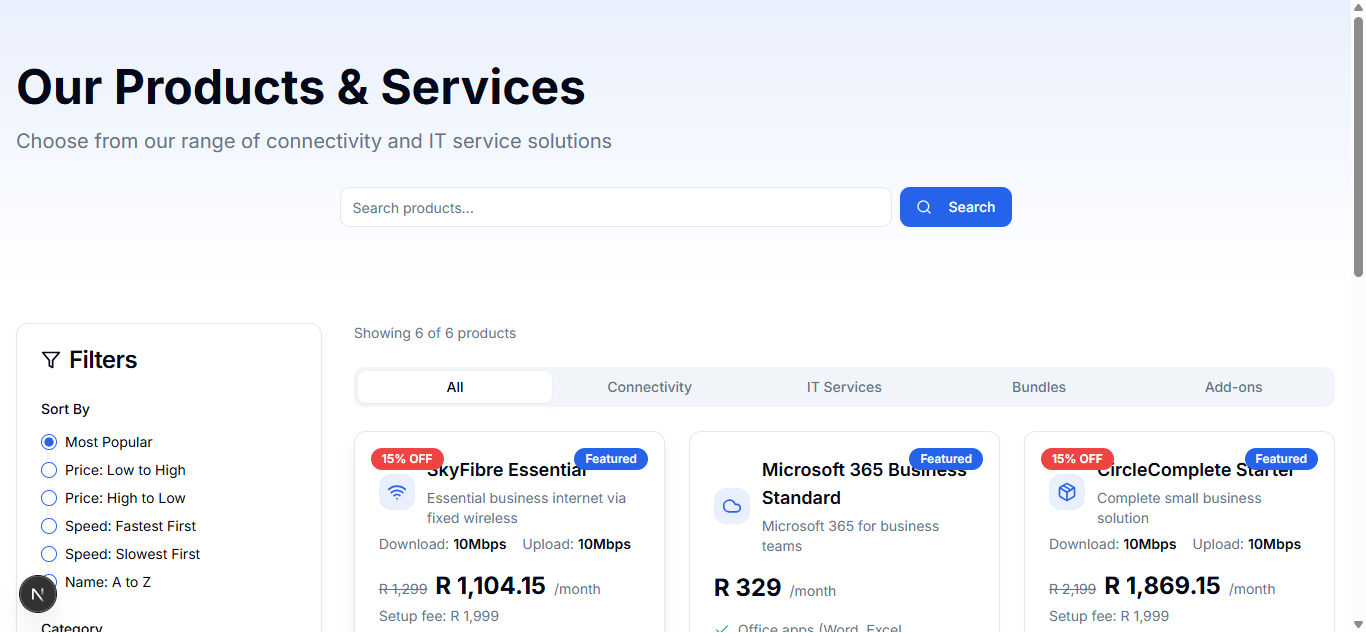 Our Products & Services
Choose from our range of connectivity and IT service solutions
Search products...
Search
Filters
Sort By
Most Popular
Price: Low to High
Price: High to Low
Speed: Fastest First
Speed: Slowest First
Name: A to Z
N
Category
Showing 6 of 6 products
All
Connectivity
IT Services
Bundles
Add-ons
15% OFF
Featured
SkyFibre Essential
Essential business internet via
fixed wireless
Download: 10Mbps Upload: 10Mbps
R 1,299 R 1,104.15 /month
Setup fee: R 1,999
Featured
Microsoft 365 Business
Standard
Microsoft 365 for business
teams
R 329 /month
Office apps (Word, Excel
15% OFF
Featured
CircleComplete Starter
Complete small business
solution
Download: 10Mbps Upload: 10Mbps
R 2,199 R 1,869.15 /month
Setup fee: R 1,999